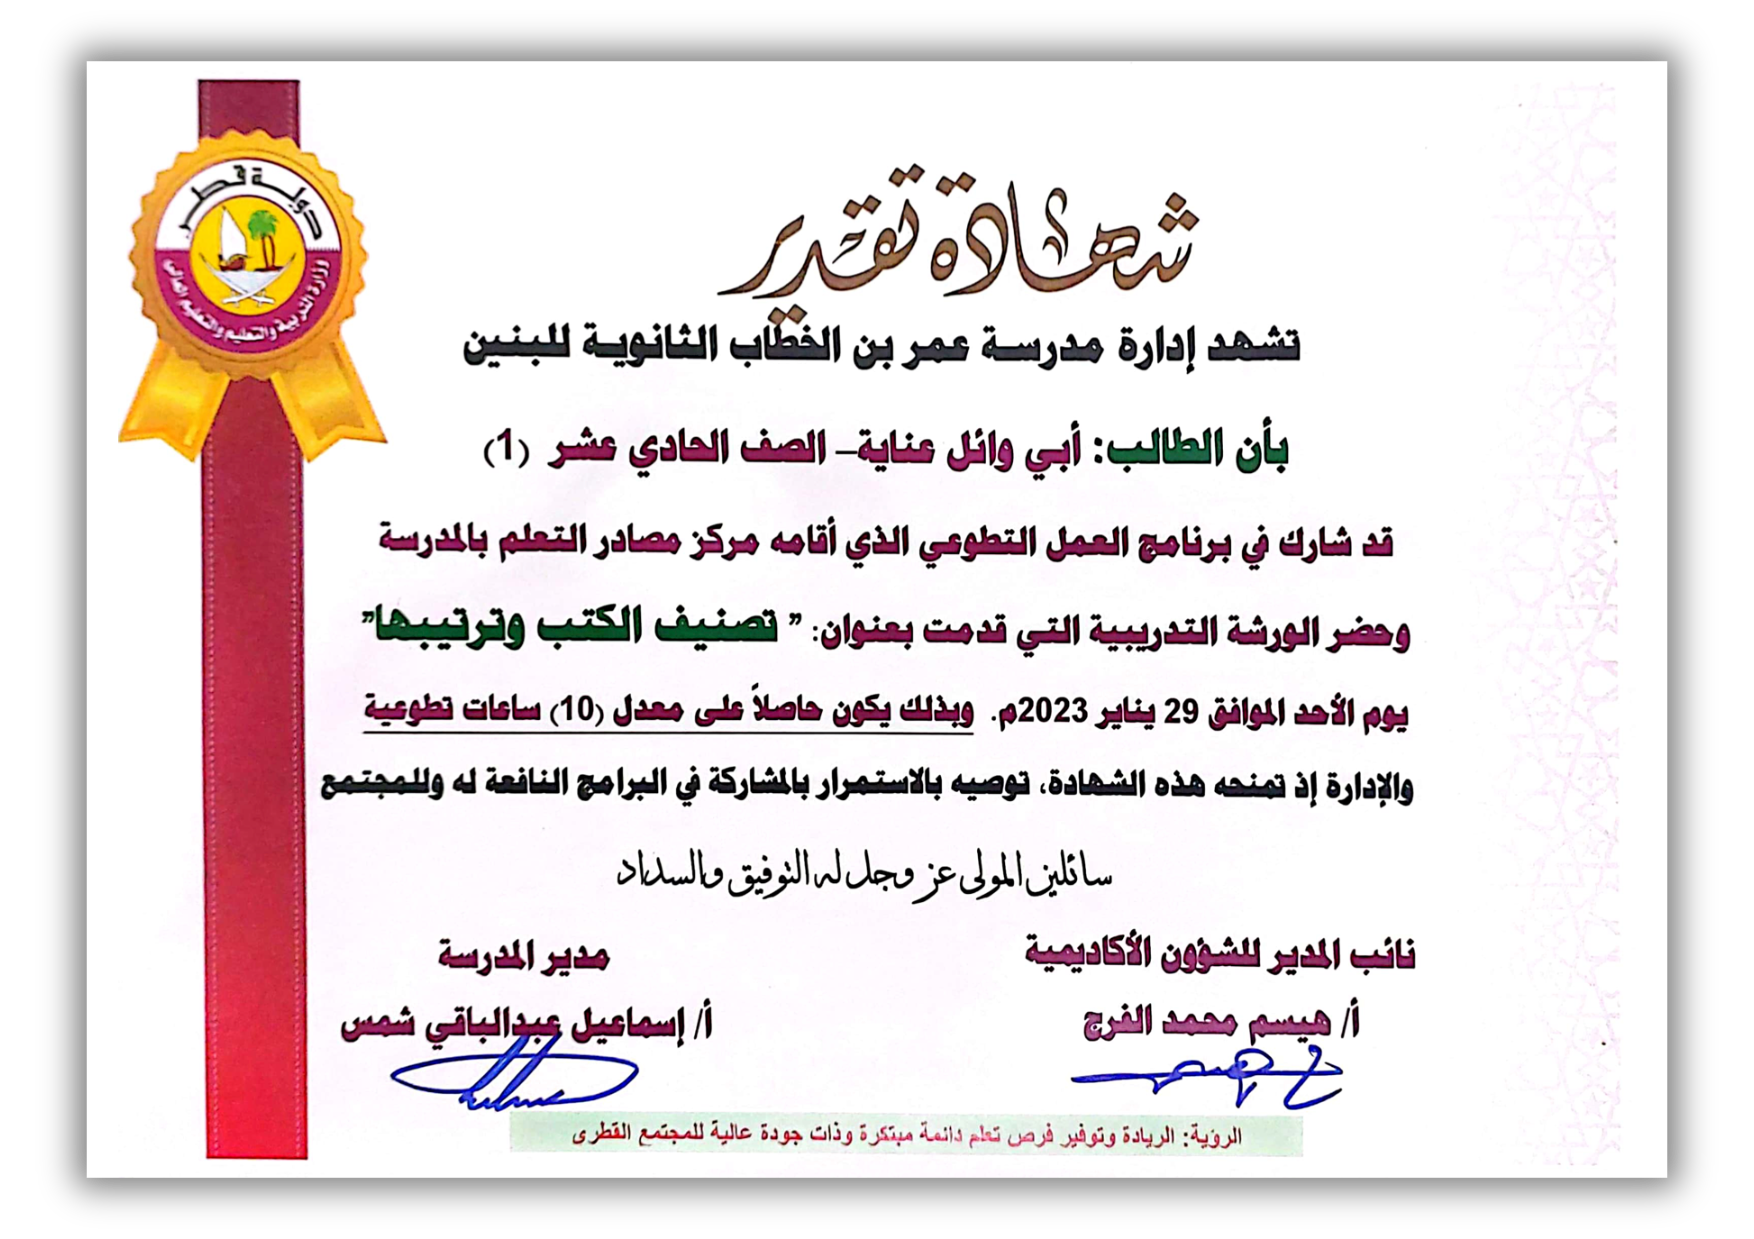 دولة قطر
وزارة التربية والتعليم والتعليم العالي
شهادة تقدير
تشهد إدارة مدرسة عمر بن الخطاب الثانوية للبنين
بأن الطالب: أبي وائل عناية– الصف الحادي عشر (1)
قد شارك في برنامج العمل التطوعي الذي أقامه مركز مصادر التعلم بالمدرسة
وحضر الورشة التدريبية التي قدمت بعنوان: " تصنيف الكتب وترتيبها"
يوم الأحد الموافق 29 يناير 2023م. وبذلك يكون حاصلاً على معدل (10) ساعات تطوعية
والإدارة إذ تمنحه هذه الشهادة، توصيه بالاستمرار بالمشاركة في البرامج النافعة له وللمجتمع
سائلين المولى عز وجل له التوفيق والسداد
نائب المدير للشؤون الأكاديمية
أ/ هيسم محمد الفرج
مدير المدرسة
أ/ إسماعيل عبدالباقي شمس
الرؤية: الريادة وتوفير فرص تعلم دائمة مبتكرة وذات جودة عالية للمجتمع القطرى